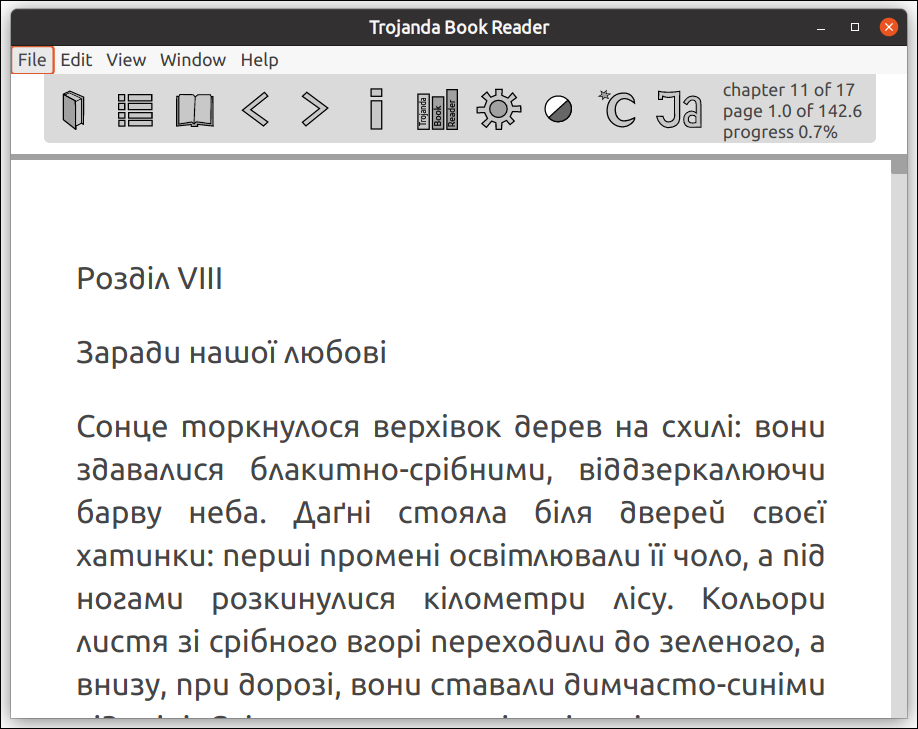 Trojanda Book Reader
File Edit View Window Help
Trojanda
Book
Reader
*C
Ja
chapter 11 of 17
page 1.0 of 142.6
progress 0.7%
Розділ VIII
Заради нашої любові
Сонце торкнулося верхівок дерев на схилі: вони
здавалися блакитно-срібними, віддзеркалюючи
барву неба. Даґні стояла біля дверей своєї
хатинки: перші промені освітлювали її чоло, а під
ногами розкинулися кілометри лісу. Кольори
листя зі срібного вгорі переходили до зеленого, а
внизу, при дорозі, вони ставали димчасто-синіми